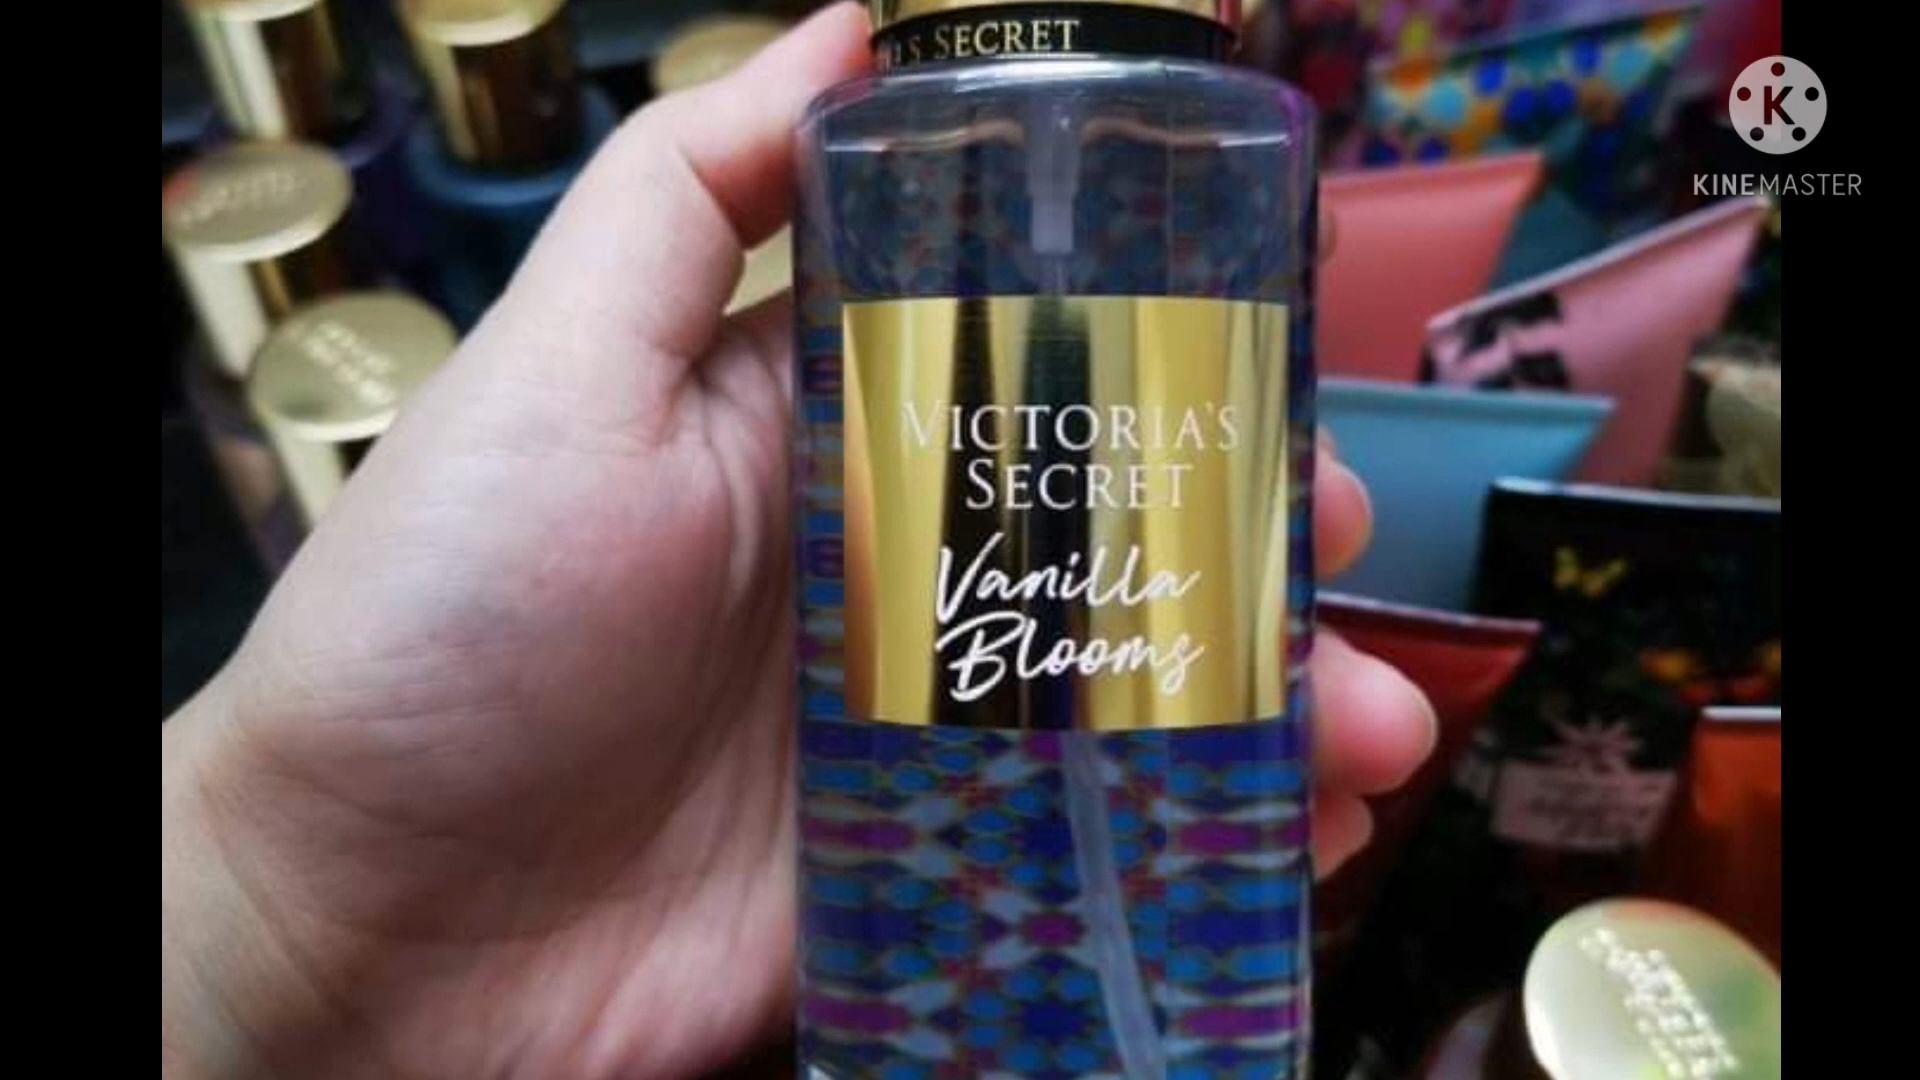 SECRET
KINEMASTER
VICTORIA'S
SECRET
Vanilla
Blooms